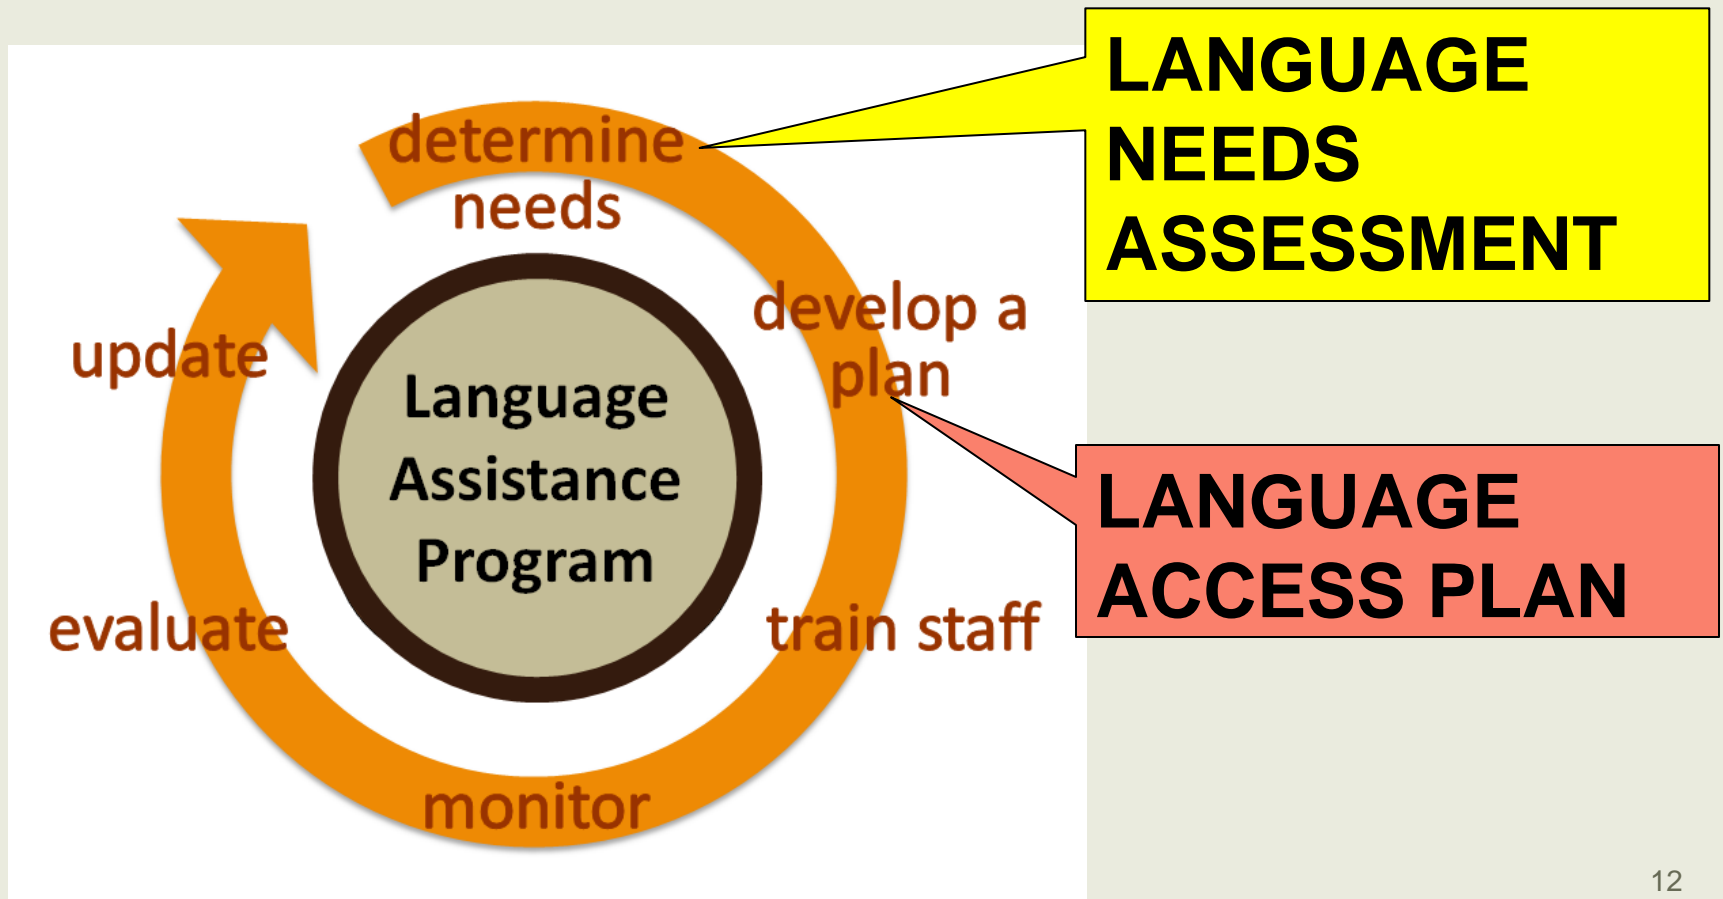 determine
needs
develop a
plan
train staff
monitor
evaluate
update
Language
Assistance
Program
LANGUAGE
NEEDS
ASSESSMENT
LANGUAGE
ACCESS PLAN
12